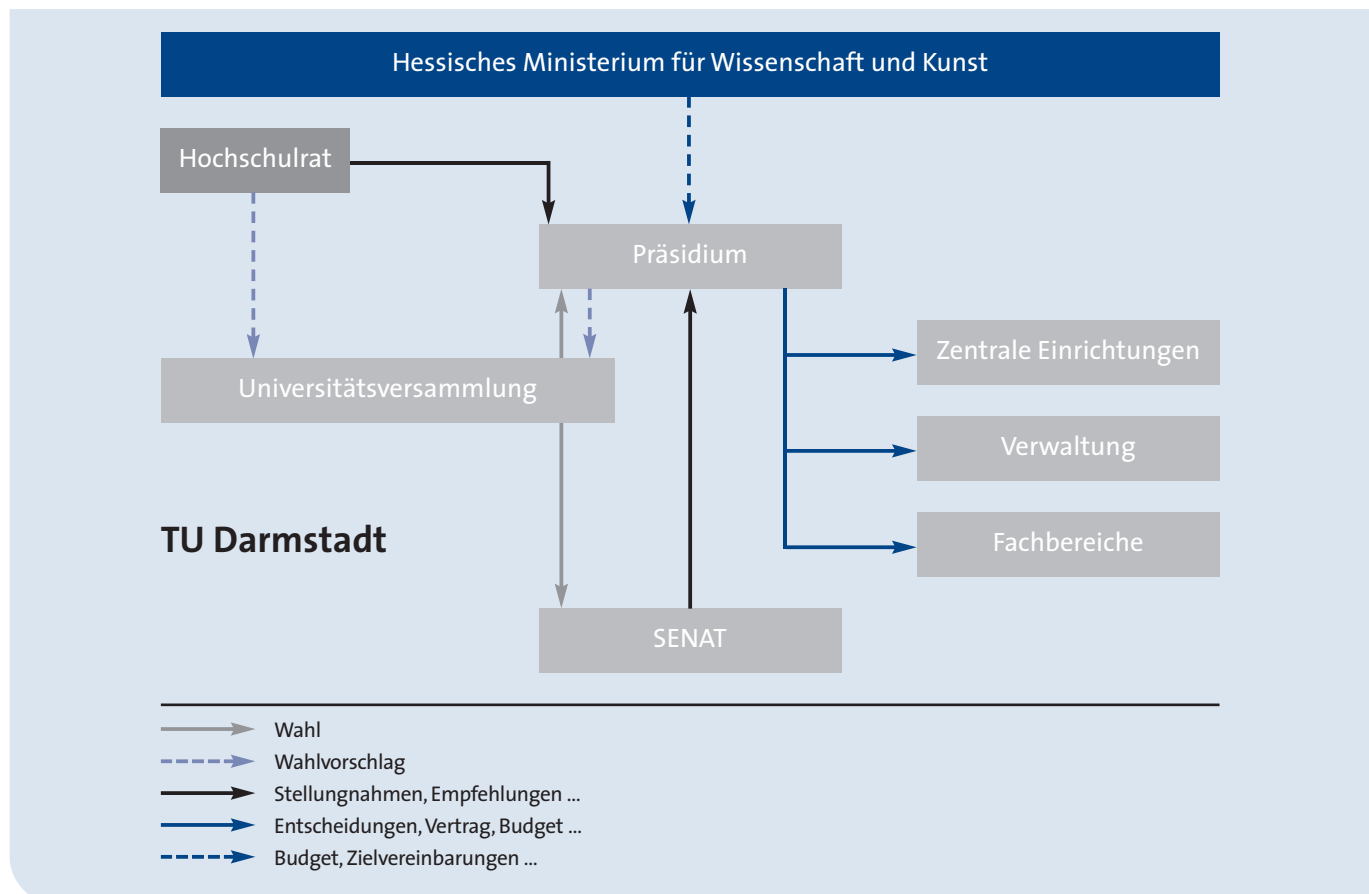 Hessisches Ministerium für Wissenschaft und Kunst
Hochschulrat
Präsidium
Zentrale Einrichtungen
Universitätsversammlung
Verwaltung
TU Darmstadt
Fachbereiche
SENAT
Wahl
Wahlvorschlag
Stellungnahmen, Empfehlungen ...
Entscheidungen, Vertrag, Budget ...
Budget, Zielvereinbarungen ...